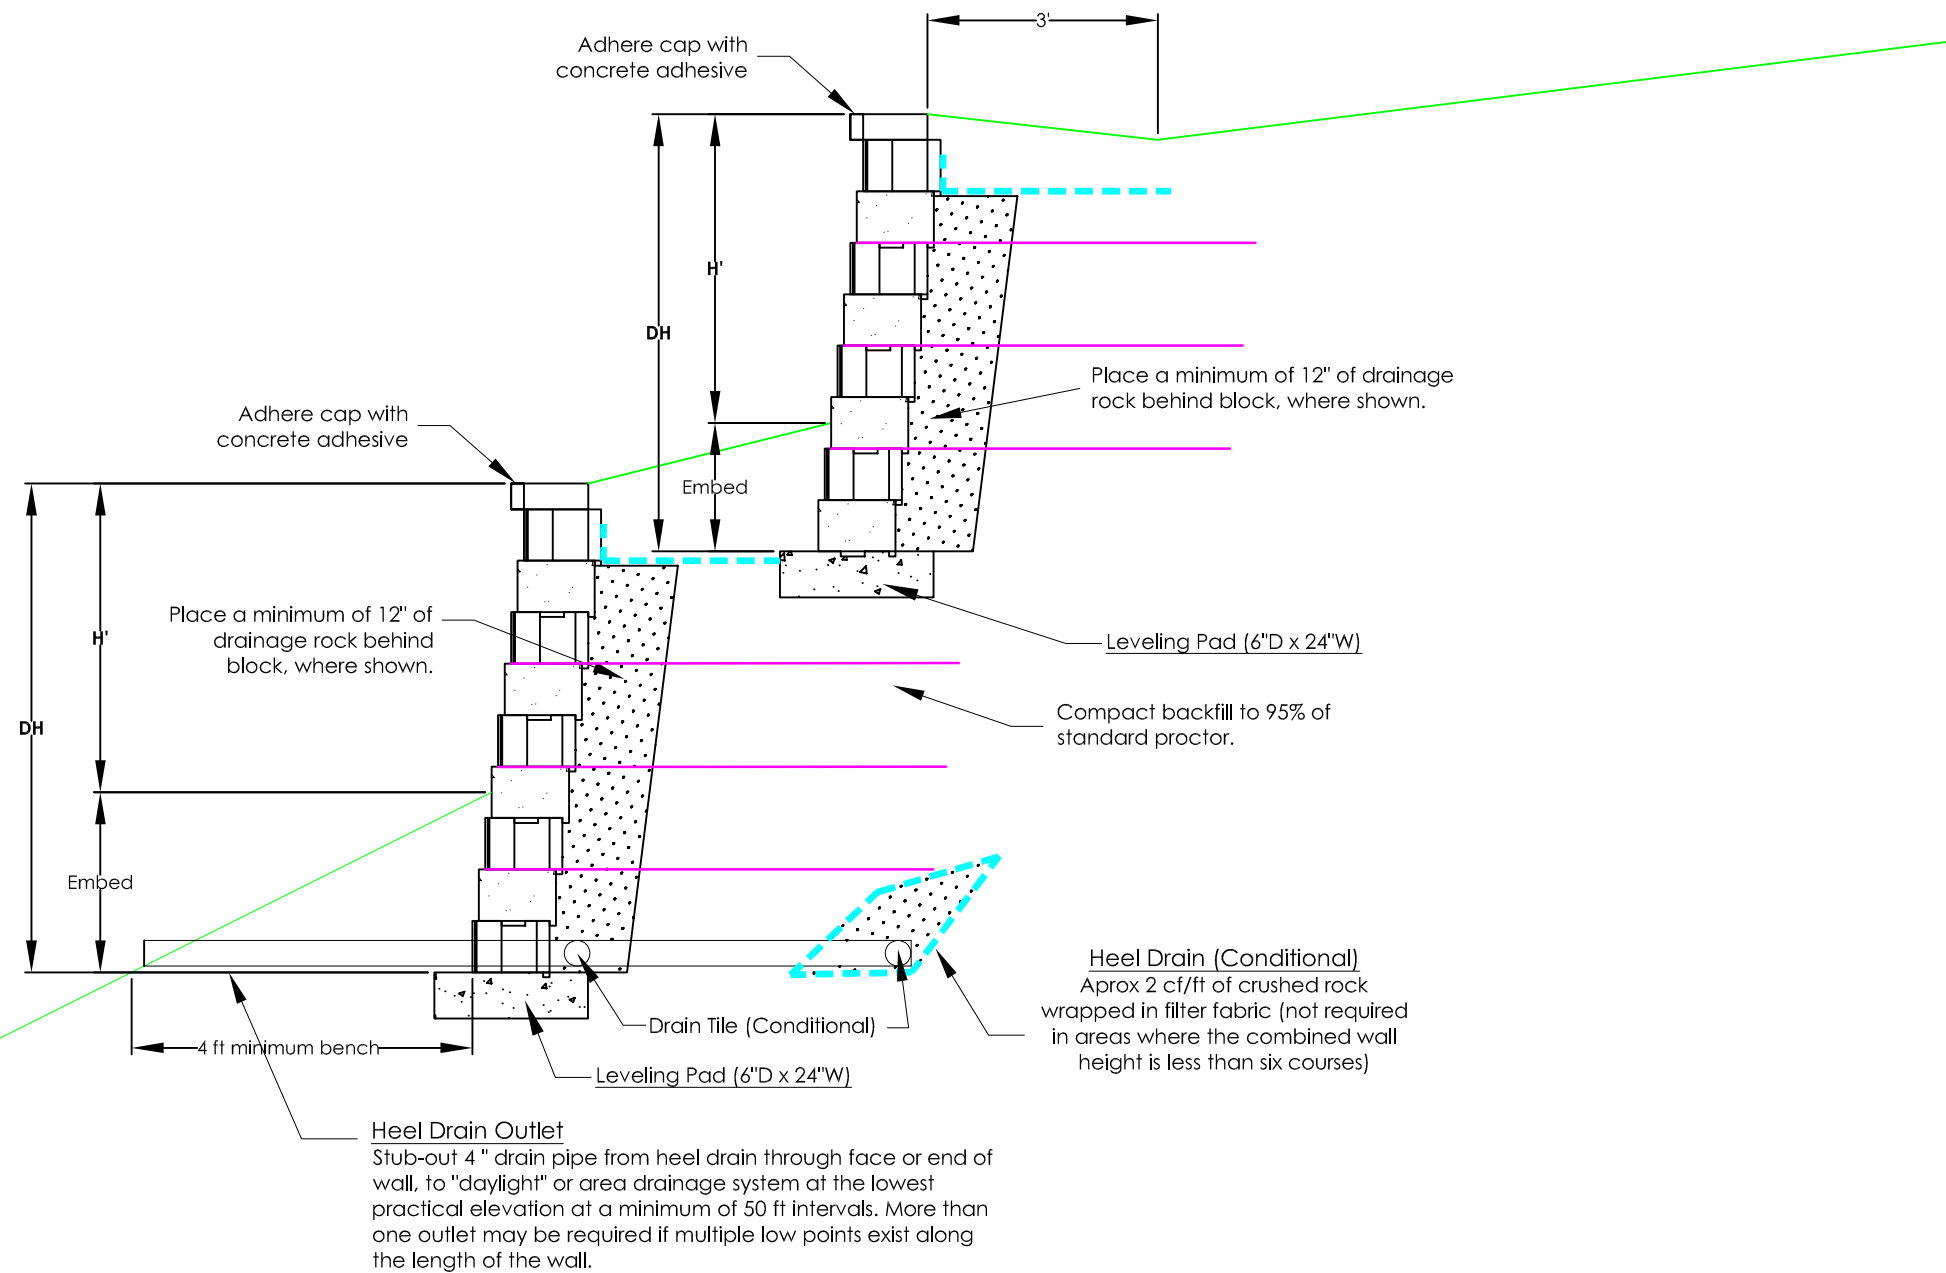 3'
Adhere cap with
concrete adhesive
H'
DH
Place a minimum of 12" of drainage
rock behind block, where shown.
Adhere cap with
concrete adhesive
Embed
Place a minimum of 12" of
drainage rock behind
block, where shown.
H'
Leveling Pad (6"D x 24"W)
DH
Compact backfill to 95% of
standard proctor.
Embed
Heel Drain (Conditional)
Aprox 2 cf/ft of crushed rock
wrapped in filter fabric (not required
in areas where the combined wall
height is less than six courses)
Drain Tile (Conditional)
4 ft minimum bench
Leveling Pad (6"D x 24"W)
Heel Drain Outlet
Stub-out 4 " drain pipe from heel drain through face or end of
wall, to "daylight" or area drainage system at the lowest
practical elevation at a minimum of 50 ft intervals. More than
one outlet may be required if multiple low points exist along
the length of the wall.